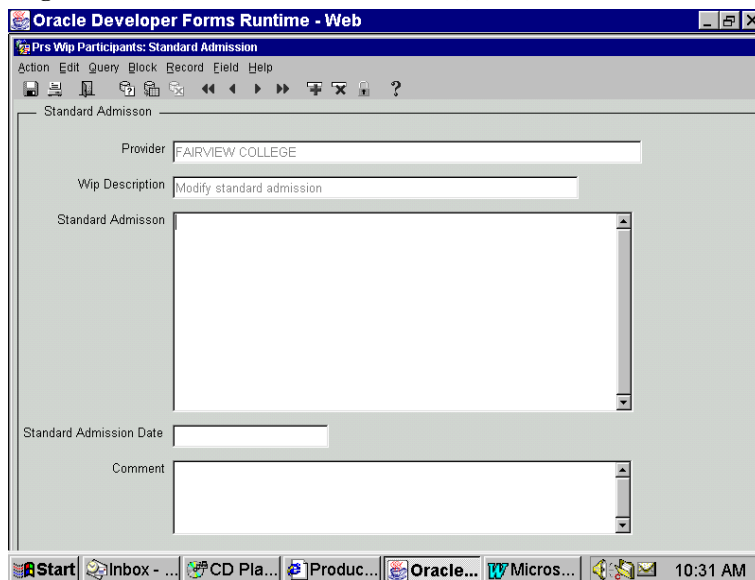 Oracle Developer Forms Runtime - Web
Prs Wip Participants: Standard Admission
Action Edit Query Block Record Field Help
?
Standard Admisson
Provider FAIRVIEW COLLEGE
Wip Description Modify standard admission
Standard Admisson
Standard Admission Date
Comment
Start Inbox - ... CD Pla... Produc... Oracle... Micros... 10:31 AM